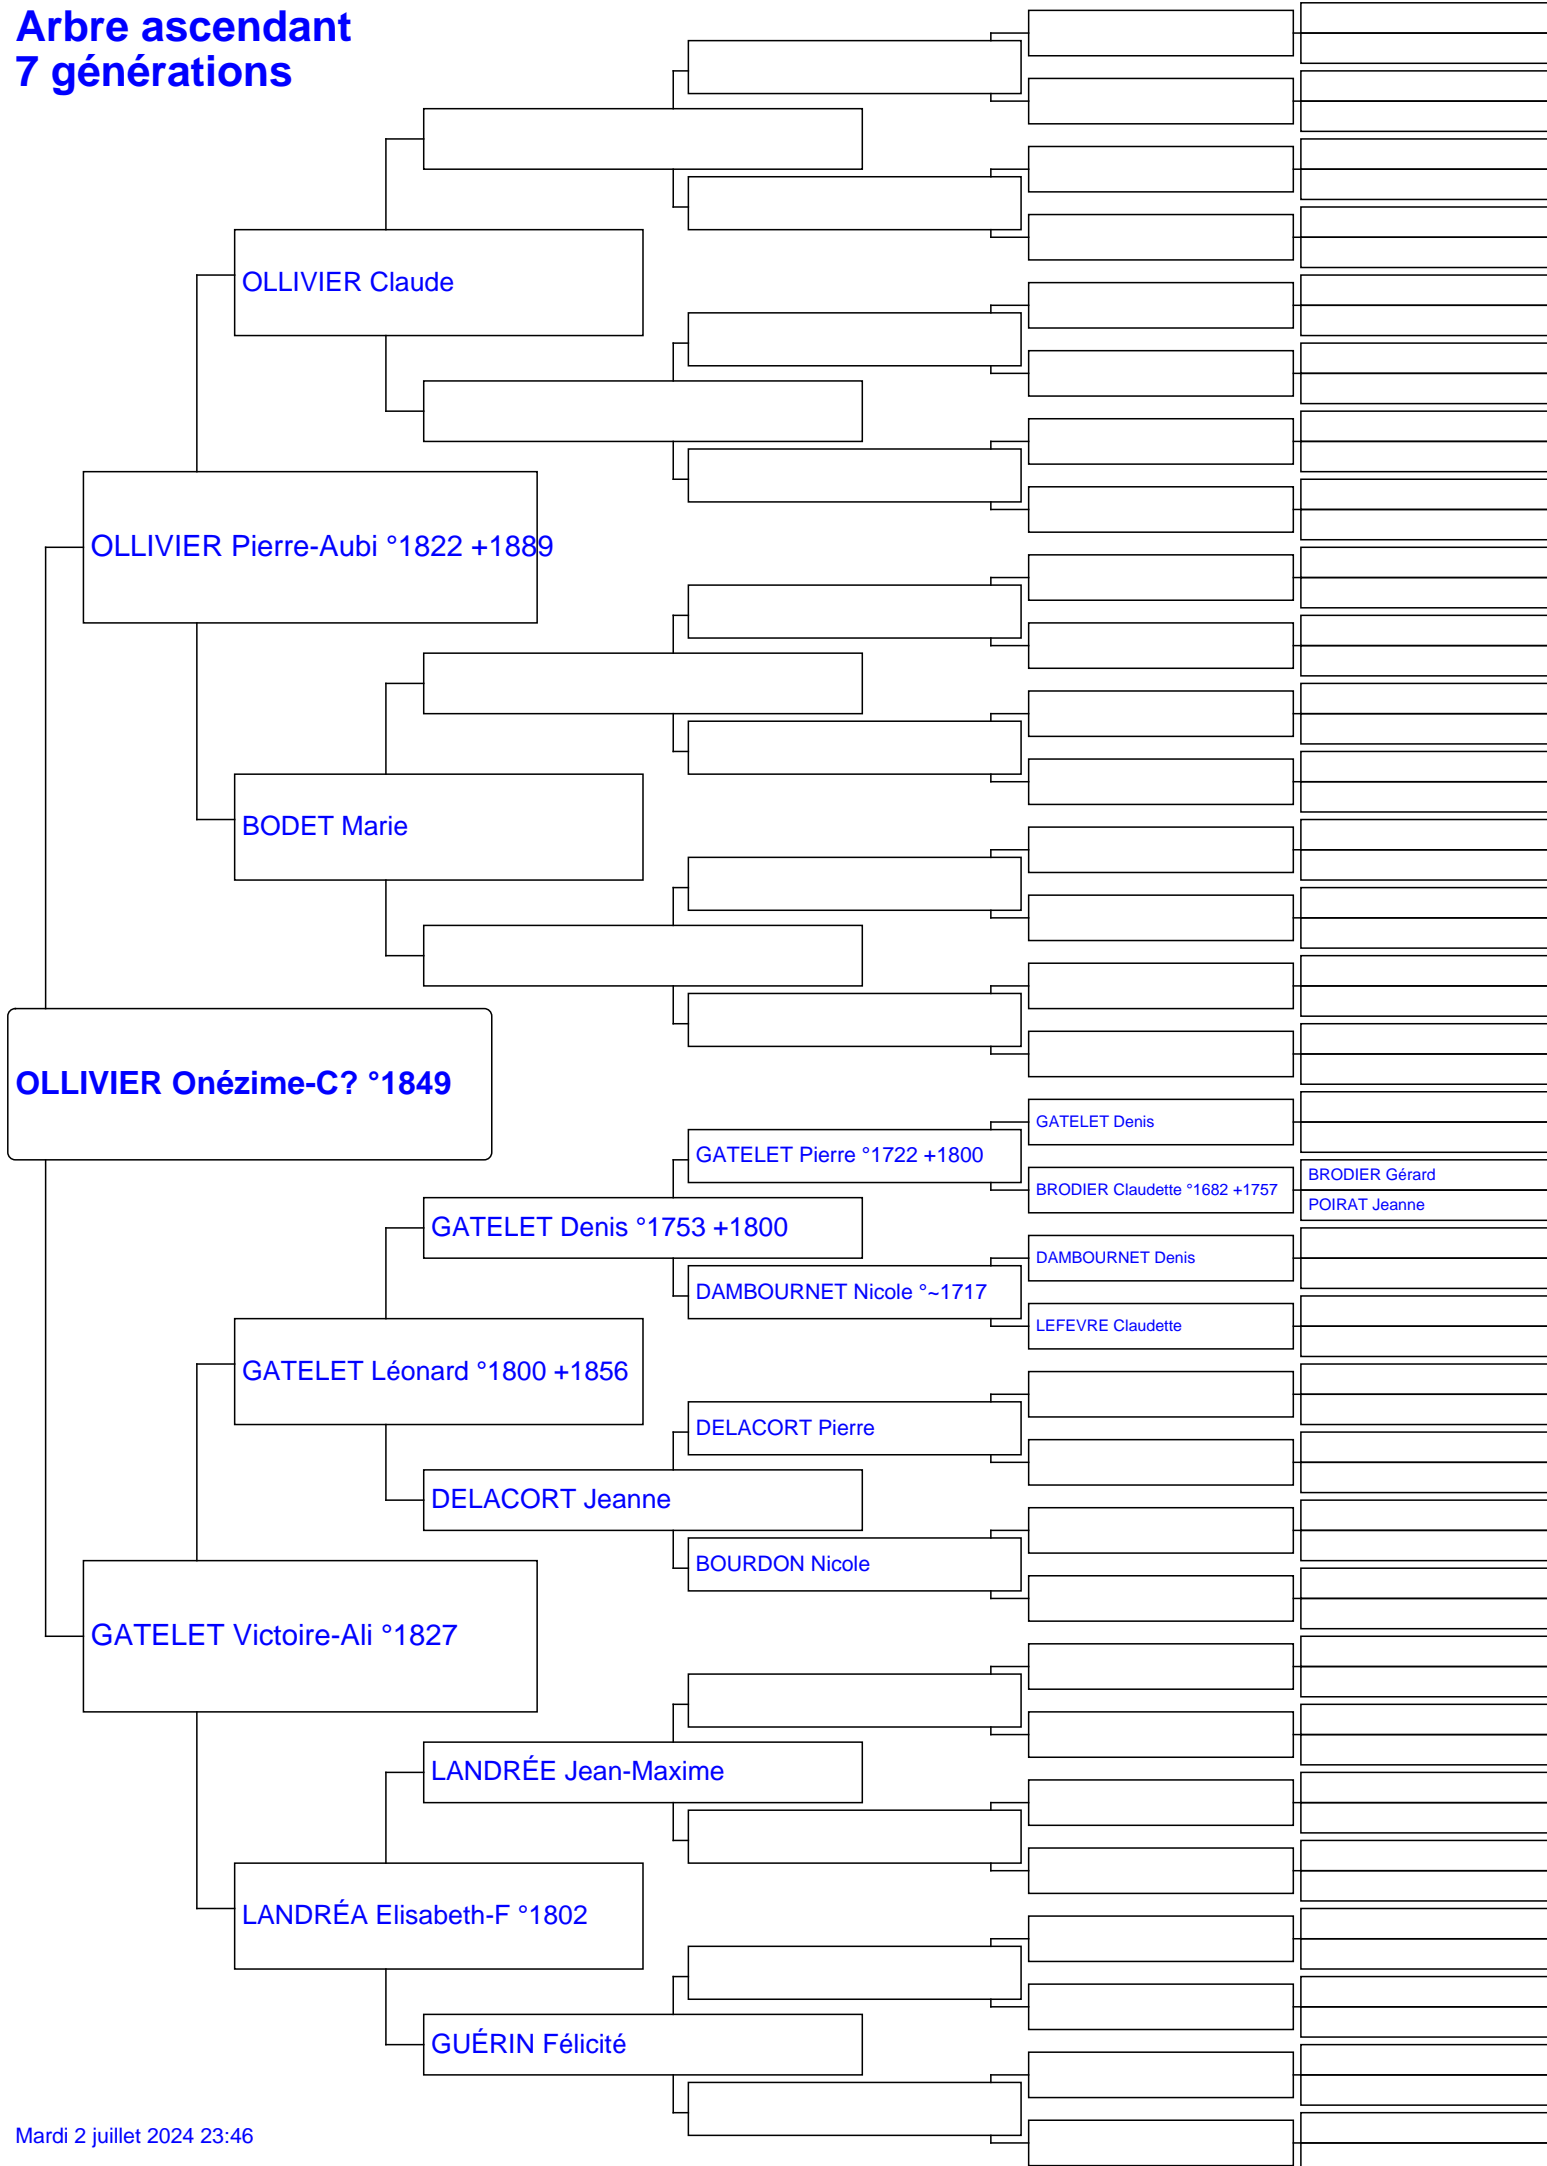 Arbre ascendant
7 générations
OLLIVIER Claude
OLLIVIER Pierre-Aubi °1822 +1889
BODET Marie
OLLIVIER Onézime-C? °1849
GATELET Denis
GATELET Pierre °1722 +1800
BRODIER Gérard
BRODIER Claudette °1682 +1757
POIRAT Jeanne
GATELET Denis °1753 +1800
DAMBOURNET Denis
DAMBOURNET Nicole °~1717
LEFEVRE Claudette
GATELET Léonard °1800 +1856
DELACORT Pierre
DELACORT Jeanne
BOURDON Nicole
GATELET Victoire-Ali °1827
LANDRÉE Jean-Maxime
LANDRÉA Elisabeth-F °1802
GUÉRIN Félicité
Mardi 2 juillet 2024 23:46